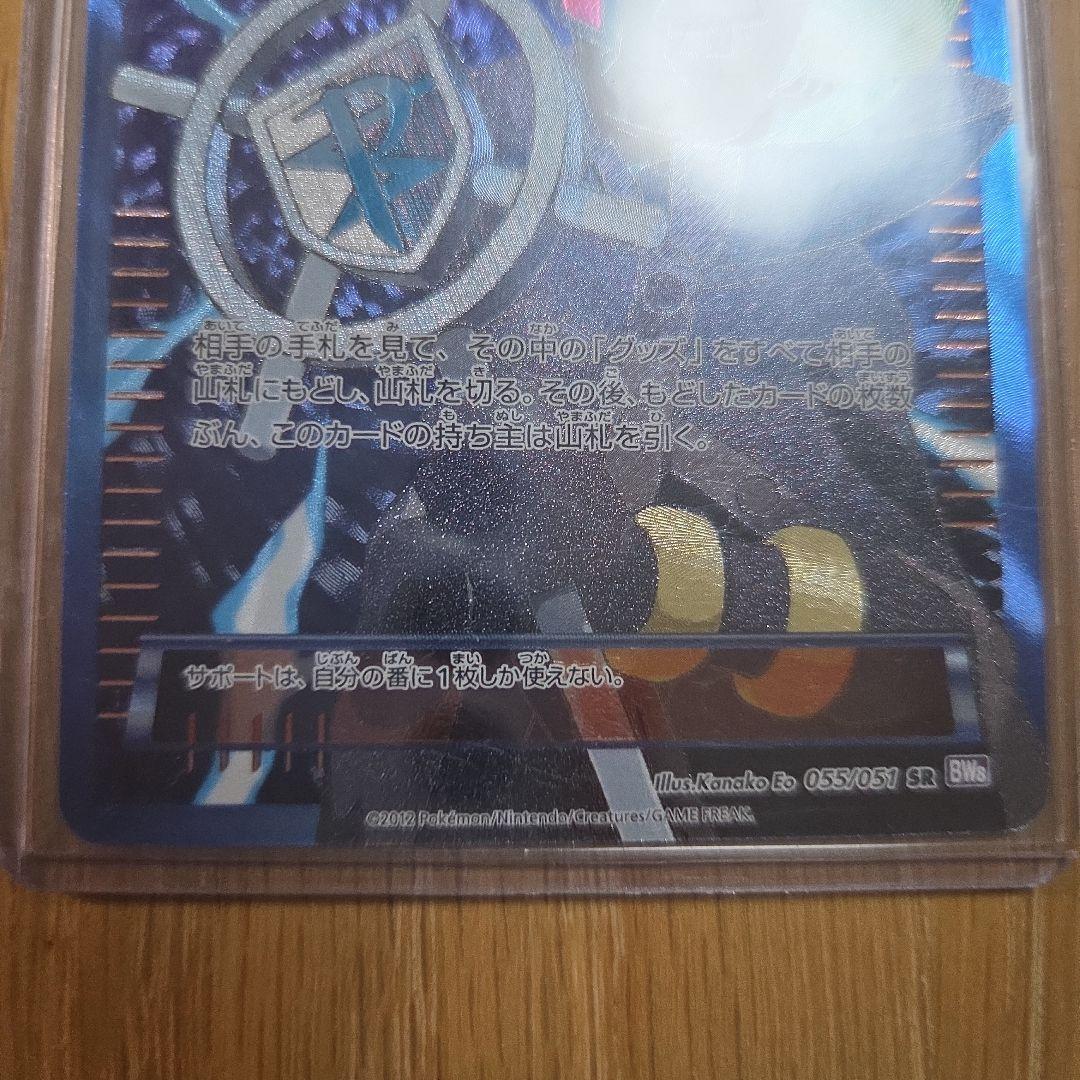 相手の手札を見て、その中の「グッズ」をすべて相手の
山札にもどし、山札を切る。その後、もどしたカードの枚数
ぶん、このカードの持ち主は山札を引く。
サポートは、自分の番に1枚しか使えない。
Illus.Kanako Eo 055/051 SR BW8
©2012 Pokémon/Nintendo/Creatures/GAME FREAK.